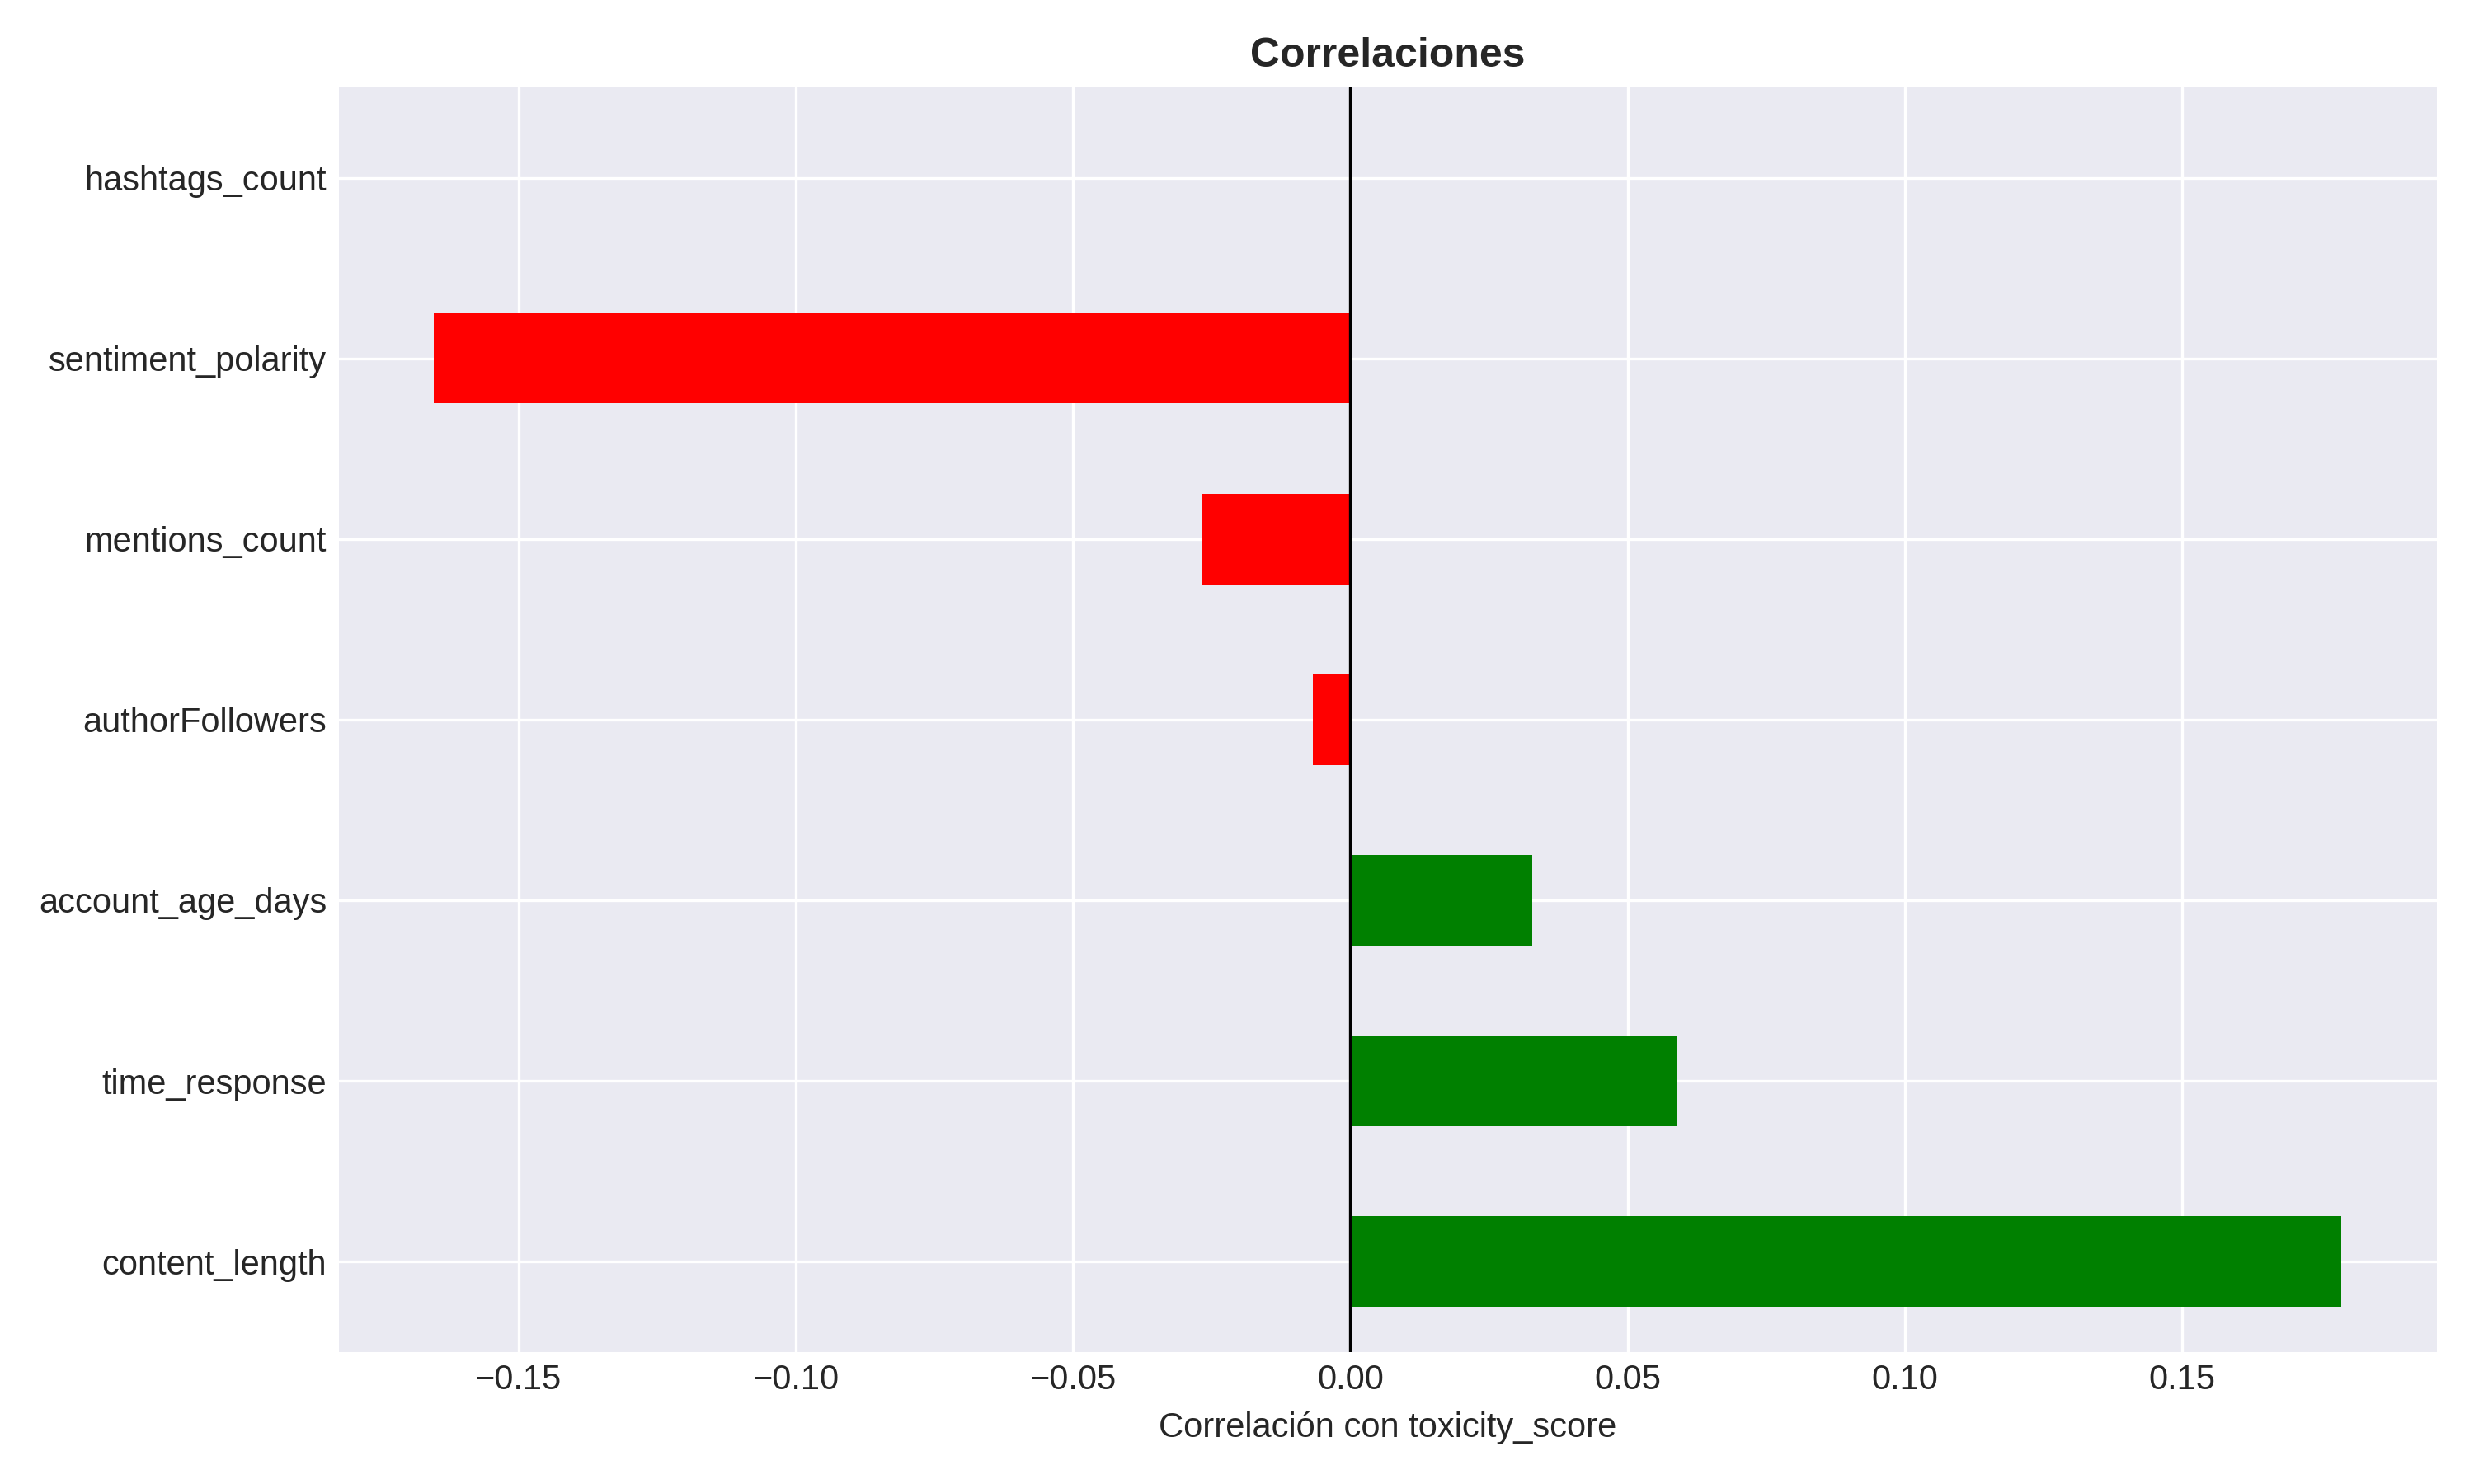 Correlaciones
hashtags_count
sentiment_polarity
mentions_count
authorFollowers
account_age_days
time_response
content_length
−0.15 −0.10 −0.05 0.00 0.05 0.10 0.15
Correlación con toxicity_score